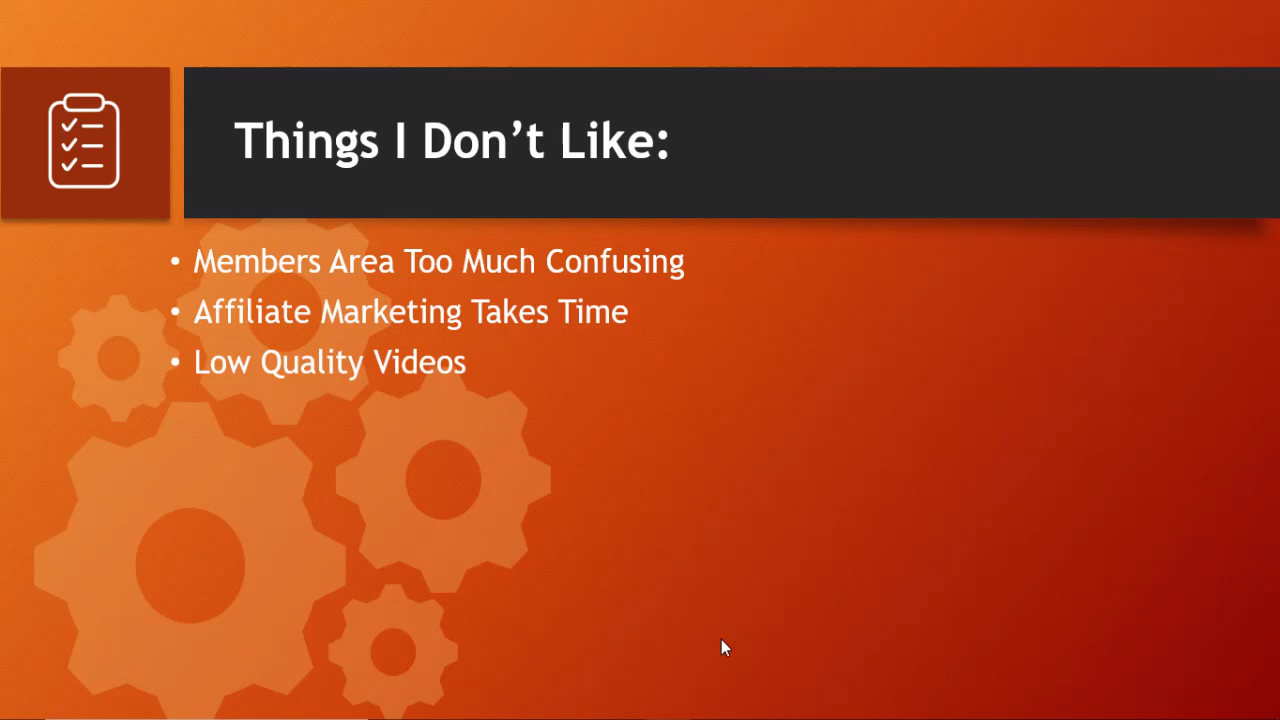 Things I Don’t Like:
• Members Area Too Much Confusing
• Affiliate Marketing Takes Time
• Low Quality Videos